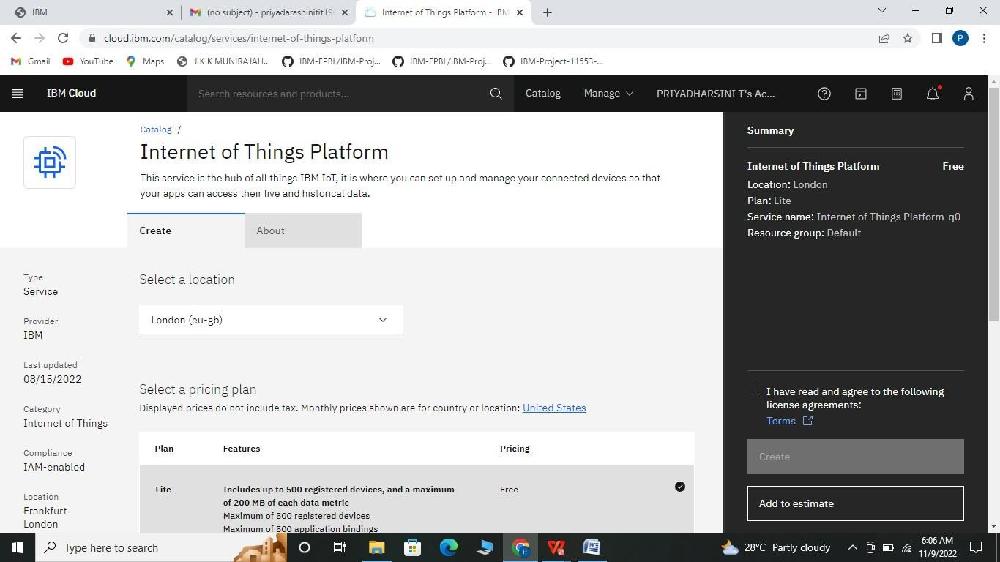 IBM
(no subject) - priyadarashinitit19
Internet of Things Platform - IBM
cloud.ibm.com/catalog/services/internet-of-things-platform
P
Gmail
YouTube
Maps
J K K MUNIRAJAH...
IBM-EPBL/IBM-Proj...
IBM-EPBL/IBM-Proj...
IBM-Project-11553-...
IBM Cloud
Search resources and products...
Catalog
Manage
PRIYADHARSINI T's Ac...
Catalog /
Internet of Things Platform
This service is the hub of all things IBM IoT, it is where you can set up and manage your connected devices so that
your apps can access their live and historical data.
Create
About
Type
Service
Provider
IBM
Last updated
08/15/2022
Category
Internet of Things
Compliance
IAM-enabled
Location
Frankfurt
London
Select a location
London (eu-gb)
Select a pricing plan
Displayed prices do not include tax. Monthly prices shown are for country or location: United States
Plan
Features
Pricing
Lite
Includes up to 500 registered devices, and a maximum
of 200 MB of each data metric
Maximum of 500 registered devices
Maximum of 500 application bindings
Free
Summary
Internet of Things Platform Free
Location: London
Plan: Lite
Service name: Internet of Things Platform-q0
Resource group: Default
I have read and agree to the following
license agreements:
Terms
Create
Add to estimate
Type here to search
P
28°C Partly cloudy
6:06 AM
11/9/2022